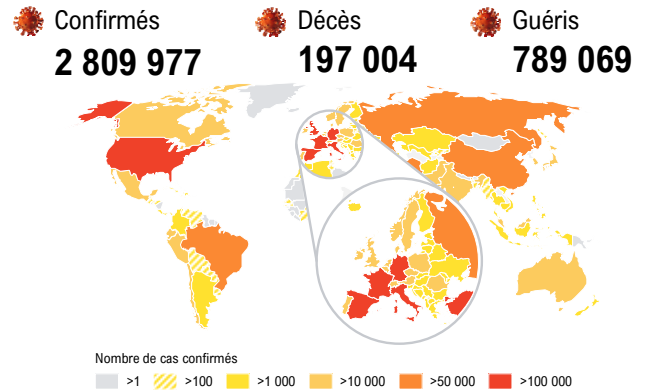 Confirmés
2 809 977
Décès
197 004
Guéris
789 069
Nombre de cas confirmés
>1
>100
>1 000
>10 000
>50 000
>100 000